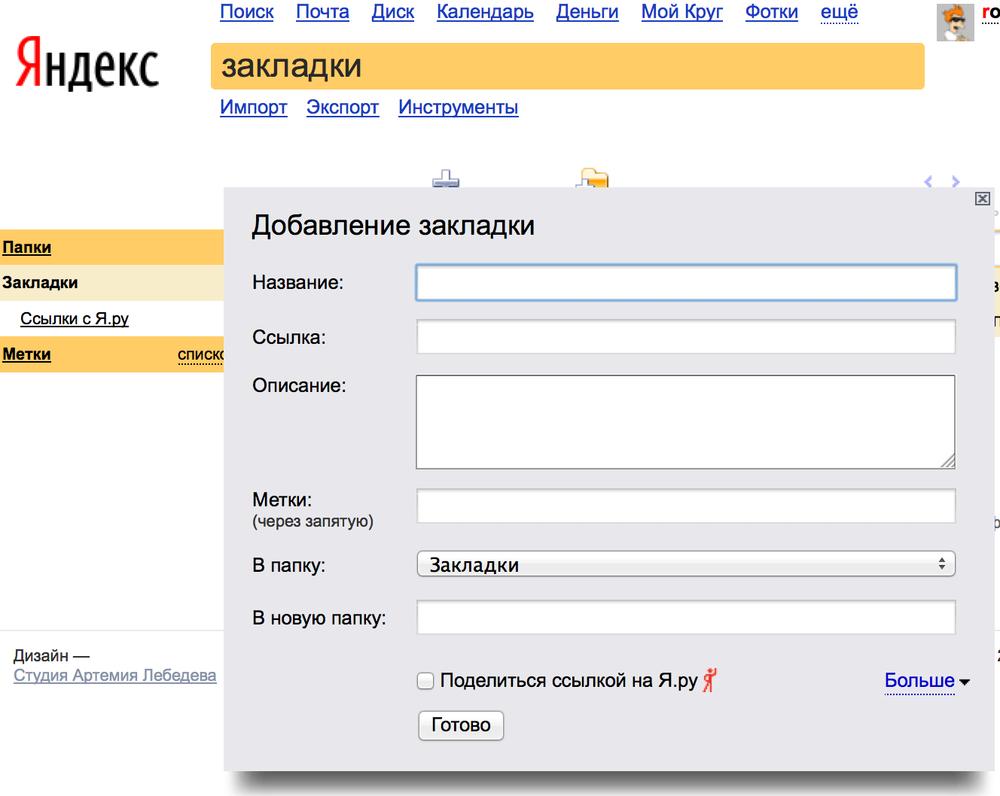 Поиск Почта Диск Календарь Деньги Мой Круг Фотки ещё
Яндекс
закладки
Импорт Экспорт Инструменты
Добавление закладки
Папки
Закладки
Ссылки с Я.ру
Метки
Название:
Ссылка:
Описание:
Метки:
(через запятую)
В папку: Закладки
В новую папку:
Поделиться ссылкой на Я.ру Больше
Готово
Дизайн —
Студия Артемия Лебедева